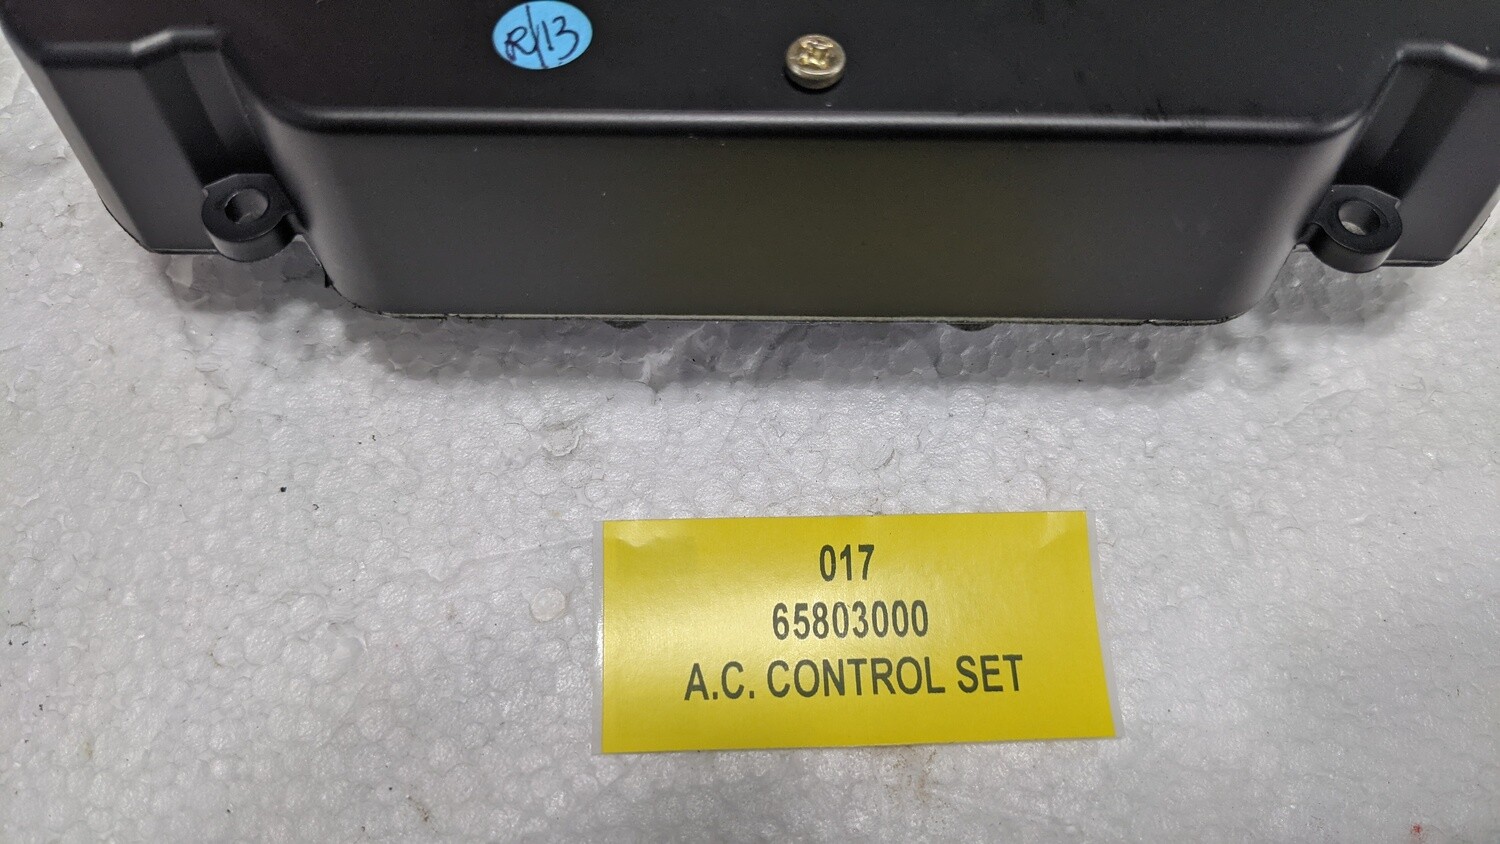 R/13
017
65803000
A.C. CONTROL SET